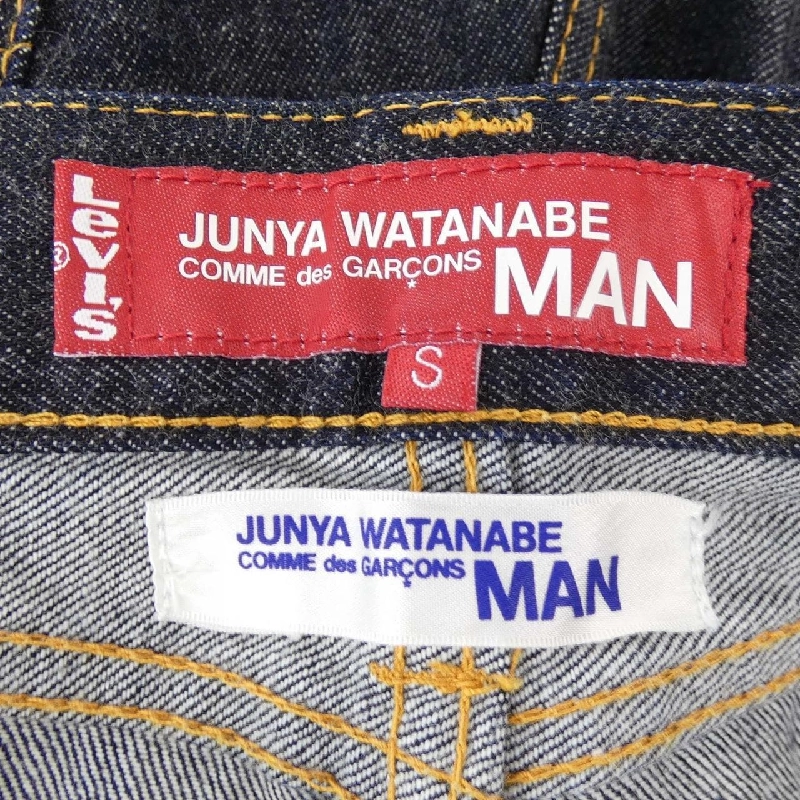 Levi's®
JUNYA WATANABE
COMME des GARÇONS MAN
S
JUNYA WATANABE
COMME des GARÇONS MAN